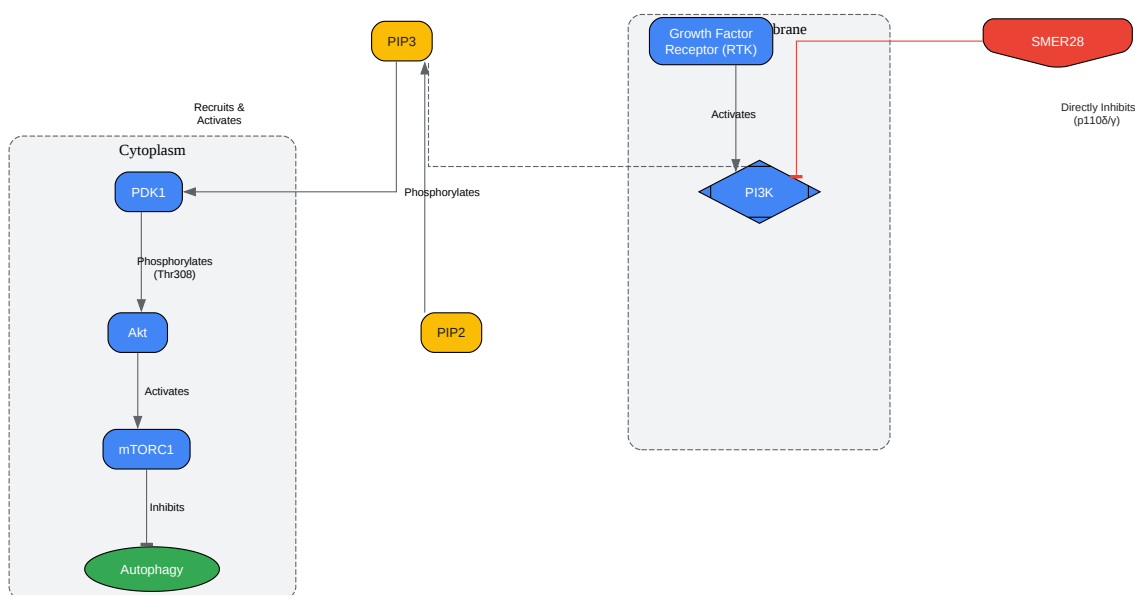 PIP3
Growth Factor
Receptor (RTK)
brane
SMER28
Recruits &
Activates
Activates
Directly Inhibits
(p110δ/γ)
Cytoplasm
PDK1
Phosphorylates
PI3K
Phosphorylates
(Thr308)
Akt
PIP2
Activates
mTORC1
Inhibits
Autophagy